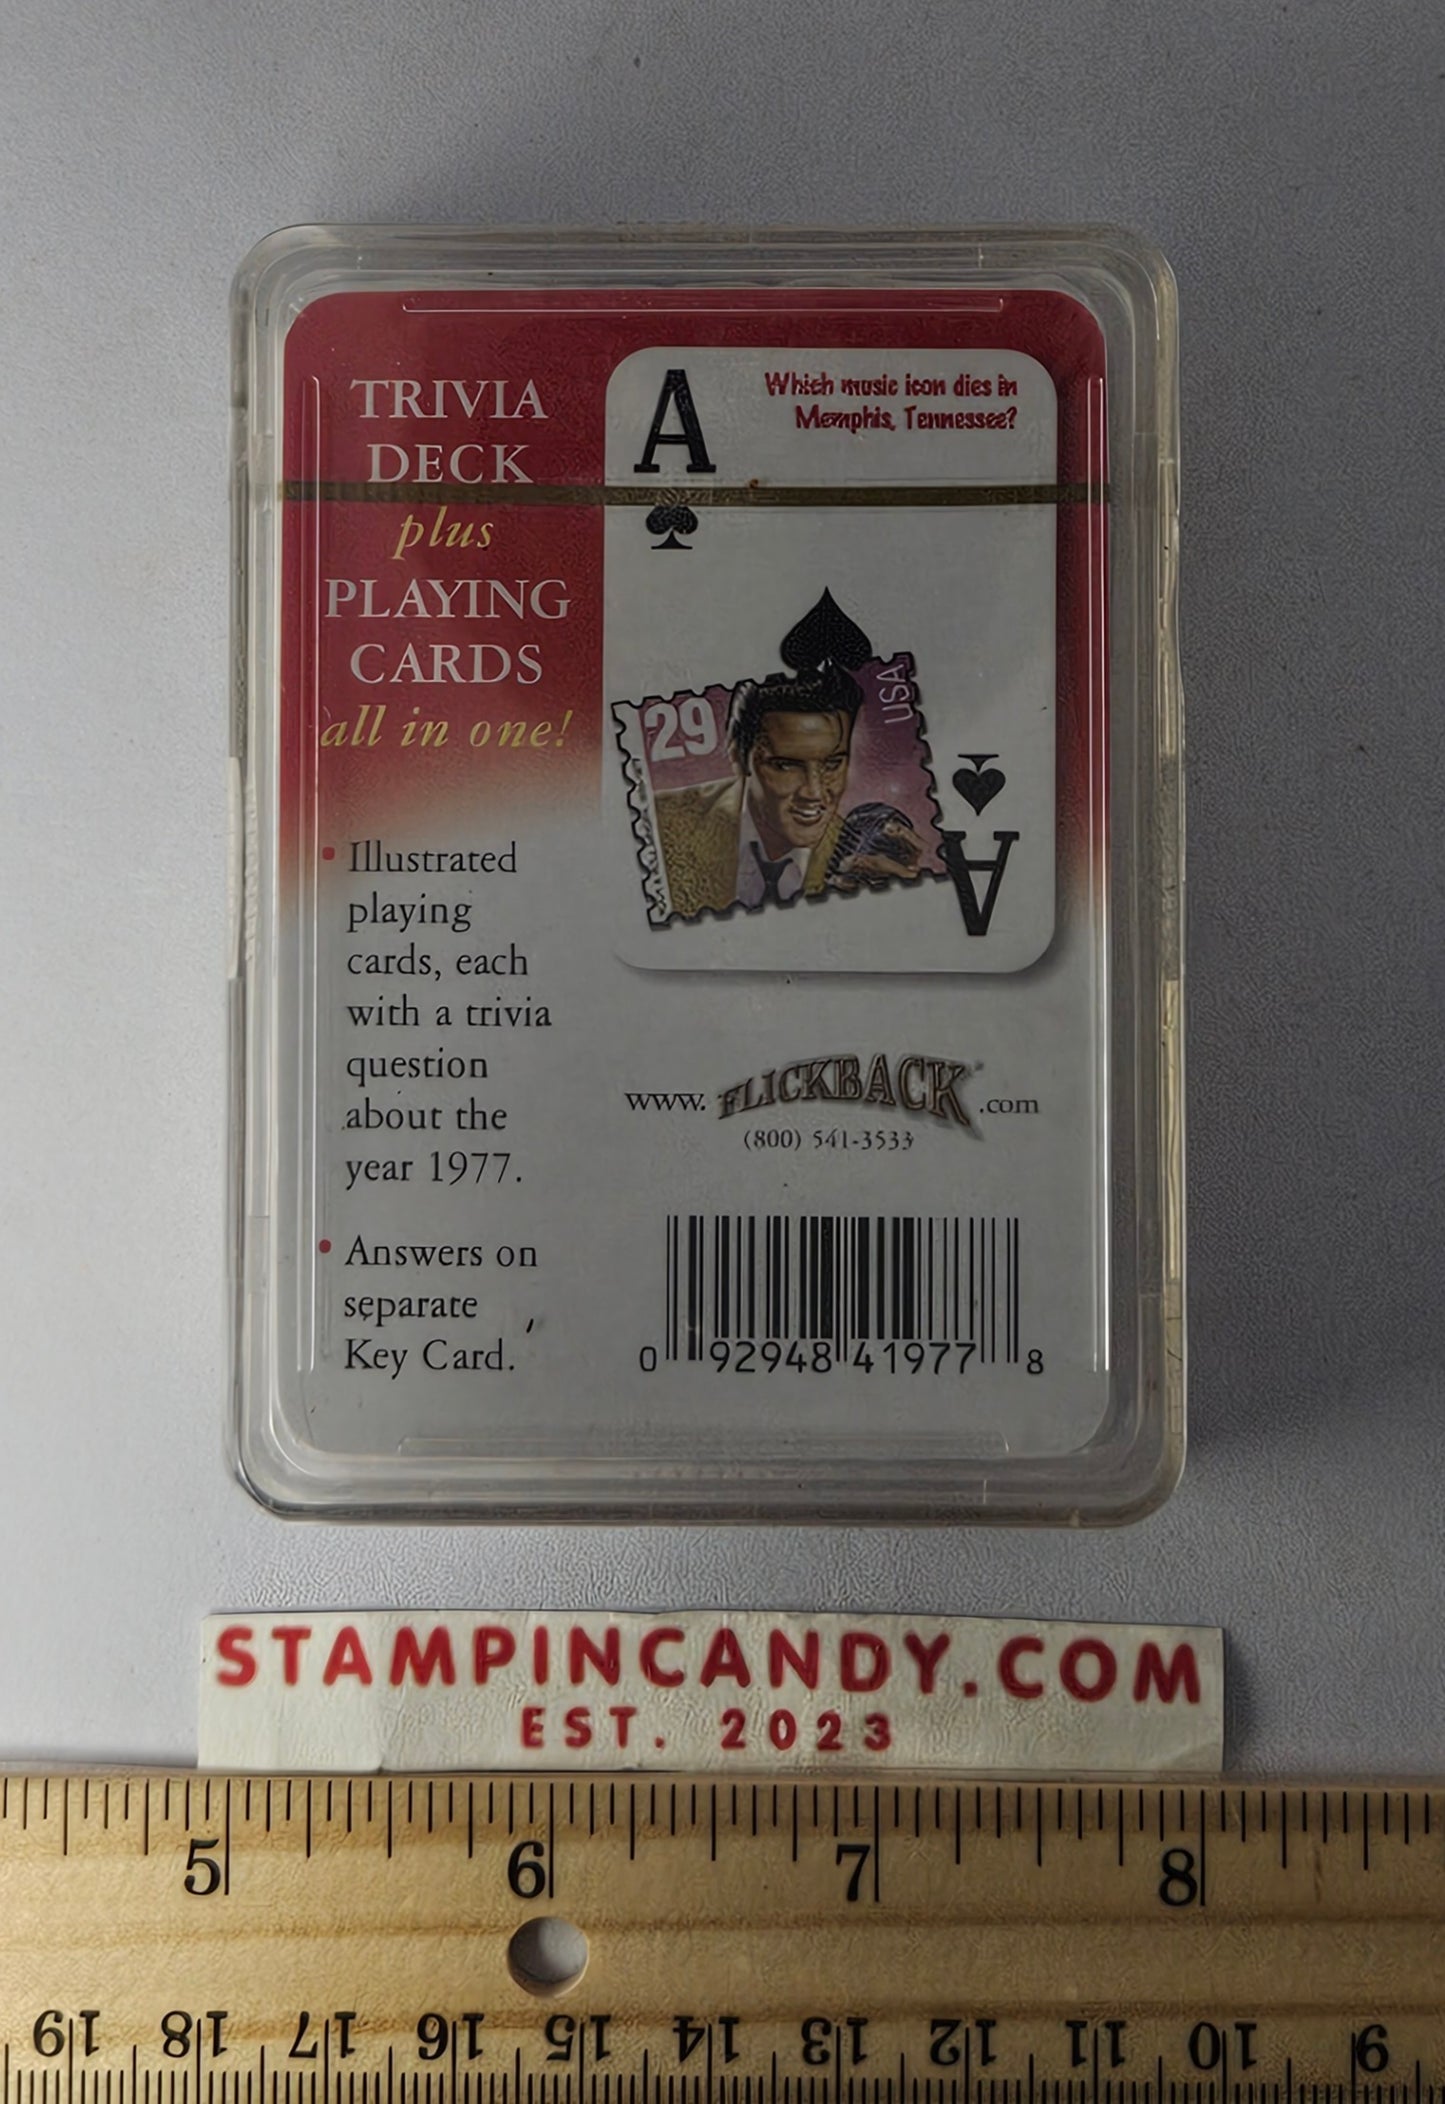 TRIVIA
DECK
plus
PLAYING
CARDS
all in one!
• Illustrated
playing
cards, each
with a trivia
question
about the
year 1977.
• Answers on
separate
Key Card.
A
Which music icon dies in
Memphis, Tennessee?
29
USA
A
www.FLICKBACK.com
(800) 541-3533
0 92948 41977 8
STAMPINCANDY.COM
EST. 2023
5 6 7 8
19 18 17 16 15 14 13 12 11 10 9